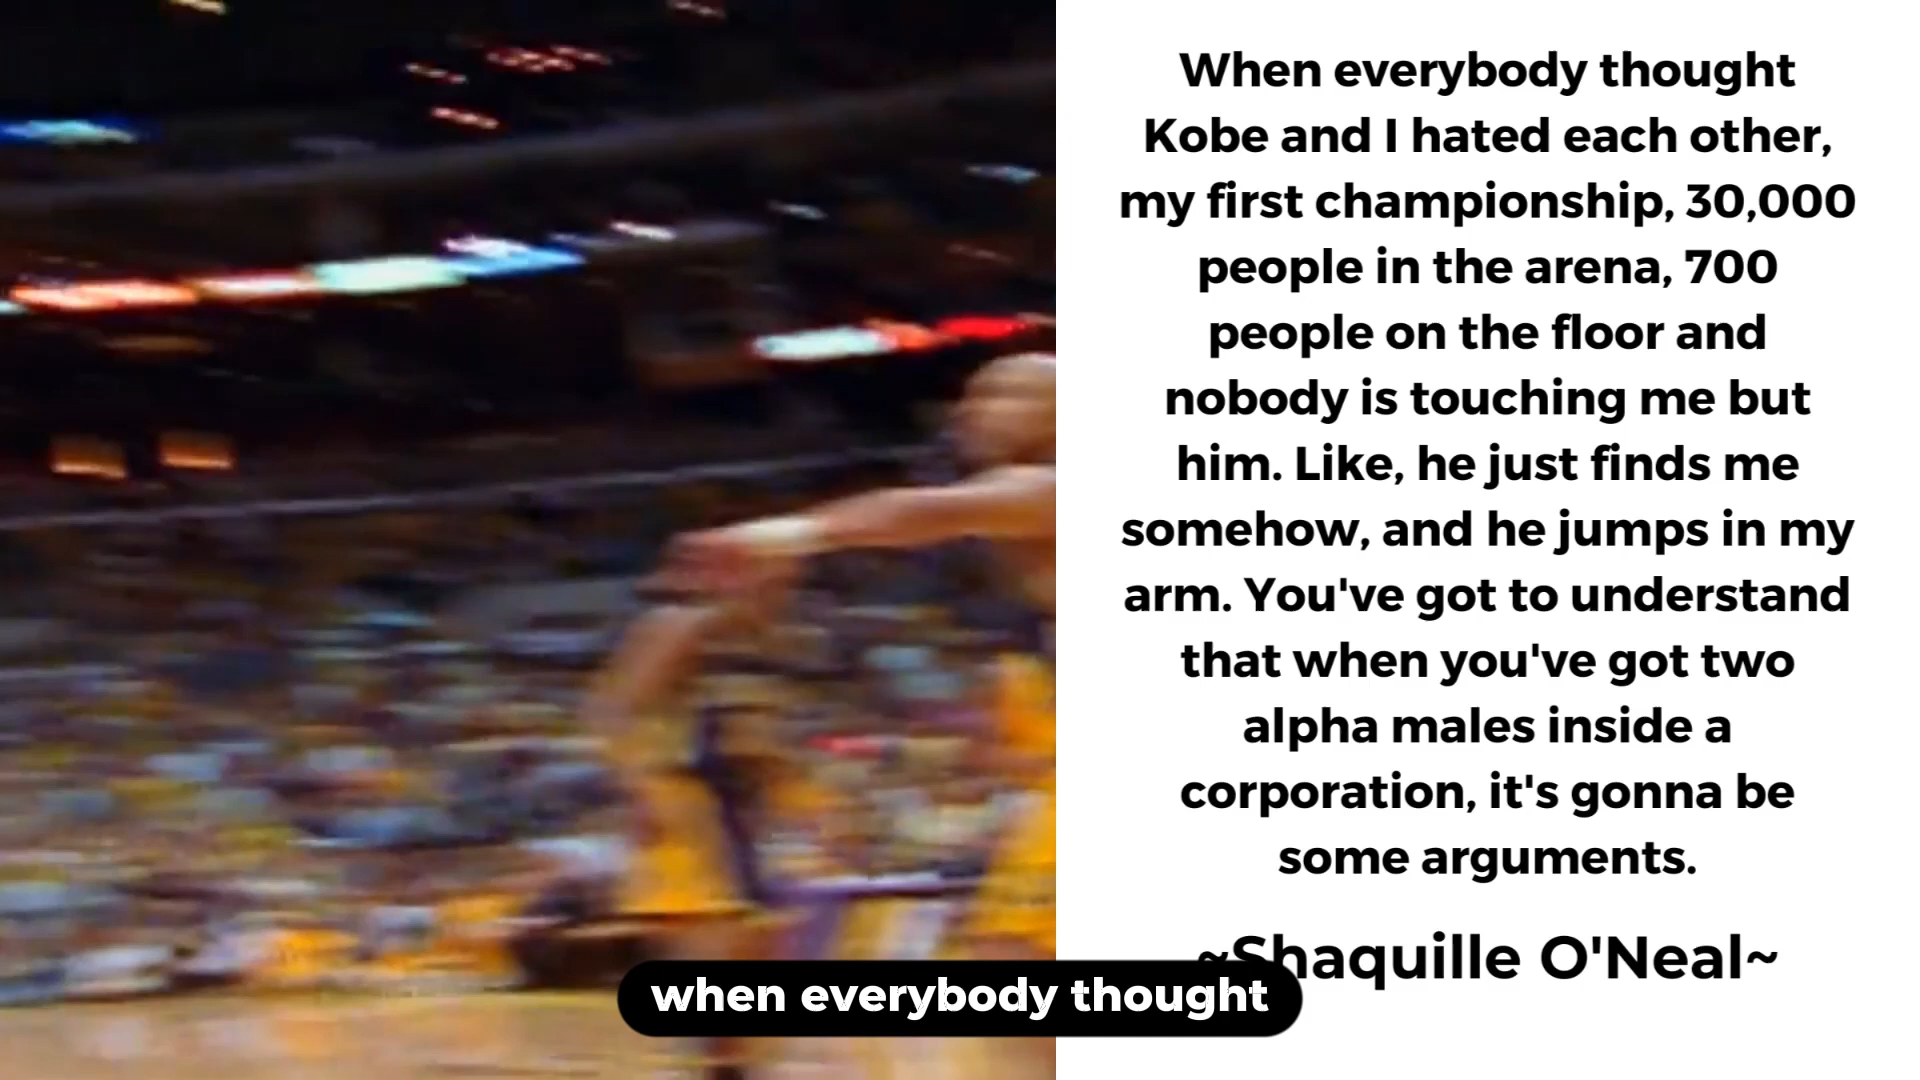 When everybody thought
Kobe and I hated each other,
my first championship, 30,000
people in the arena, 700
people on the floor and
nobody is touching me but
him. Like, he just finds me
somehow, and he jumps in my
arm. You've got to understand
that when you've got two
alpha males inside a
corporation, it's gonna be
some arguments.
~Shaquille O'Neal~
when everybody thought